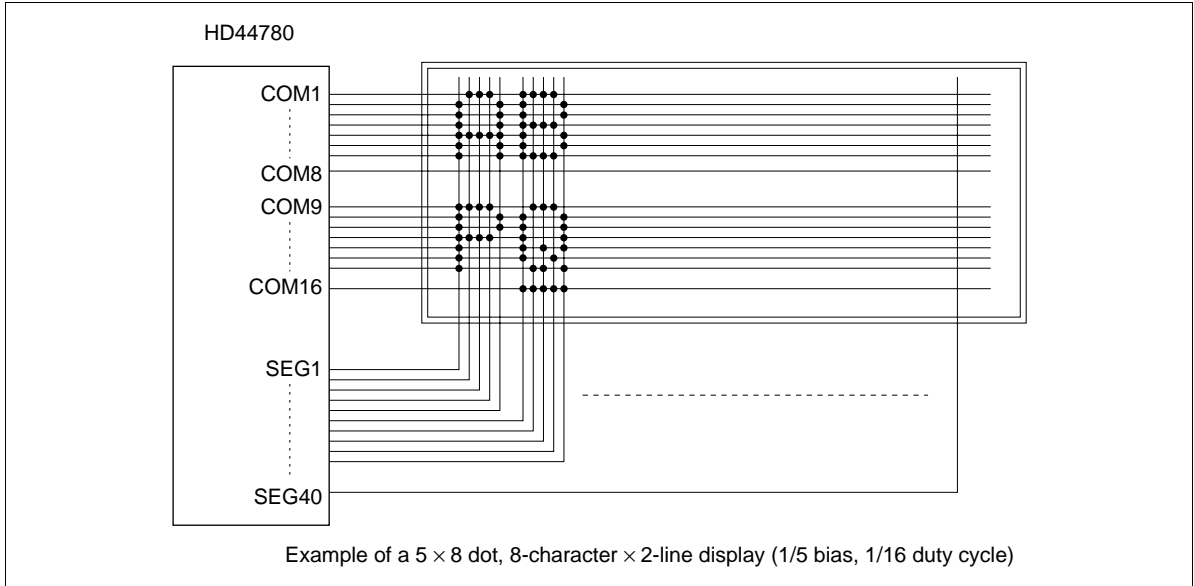 HD44780
COM1
COM8
COM9
COM16
SEG1
SEG40
Example of a 5 × 8 dot, 8-character × 2-line display (1/5 bias, 1/16 duty cycle)